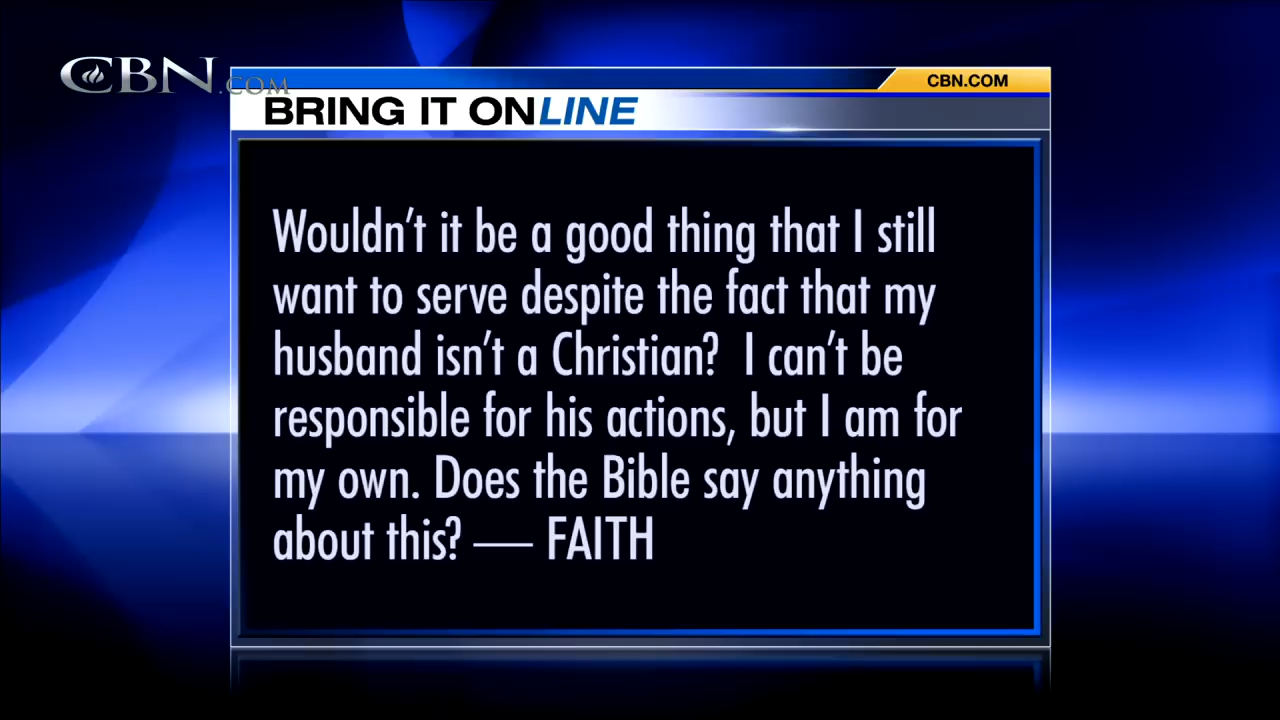 CBN.COM
CBN.COM
BRING IT ONLINE
Wouldn't it be a good thing that I still
want to serve despite the fact that my
husband isn't a Christian?  I can't be
responsible for his actions, but I am for
my own. Does the Bible say anything
about this? — FAITH